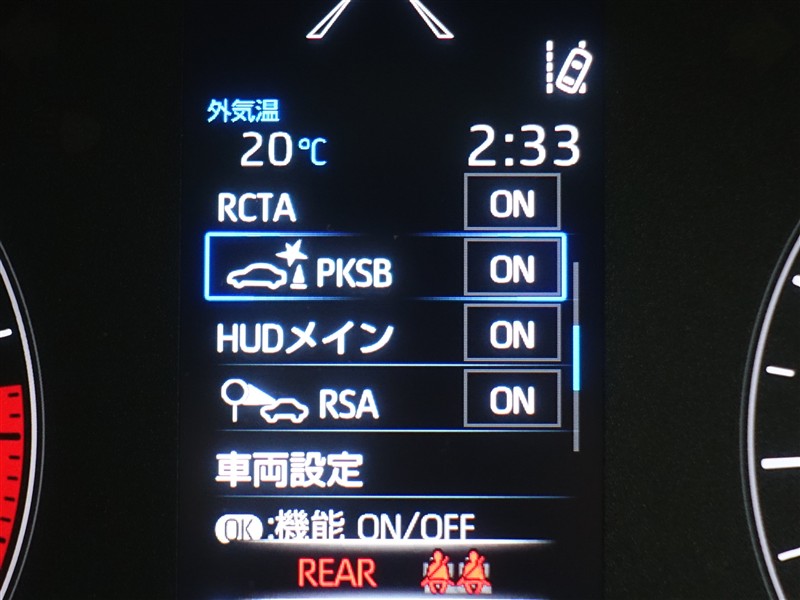 外気温
20℃ 2:33
RCTA ON
PKSB ON
HUDメイン ON
RSA ON
車両設定
OK:機能 ON/OFF
REAR